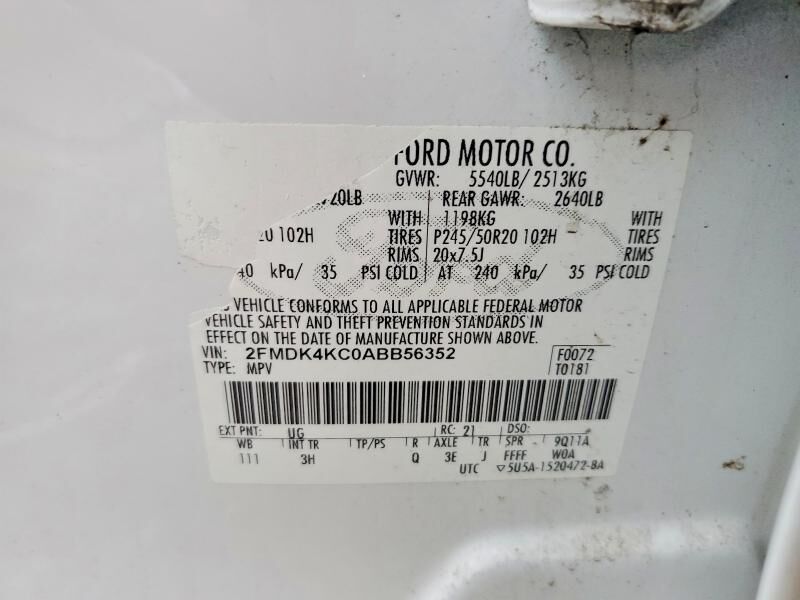 FORD MOTOR CO.
GVWR: 5540LB/ 2513KG
20LB REAR GAWR: 2640LB
WITH 1198KG WITH
20 102H TIRES P245/50R20 102H TIRES
RIMS 20x7.5J RIMS
40 kPa/ 35 PSI COLD AT 240 kPa/ 35 PSI COLD
VEHICLE CONFORMS TO ALL APPLICABLE FEDERAL MOTOR
VEHICLE SAFETY AND THEFT PREVENTION STANDARDS IN
EFFECT ON THE DATE OF MANUFACTURE SHOWN ABOVE.
VIN: 2FMDK4KC0ABB56352 F0072
TYPE: MPV T0181
EXT PNT: UG RC: 21 DSO:
WB INT TR TP/PS R AXLE TR SPR 9Q11A
111 3H Q 3E J FFFF W0A
UTC ▽5U5A-1520472-BA